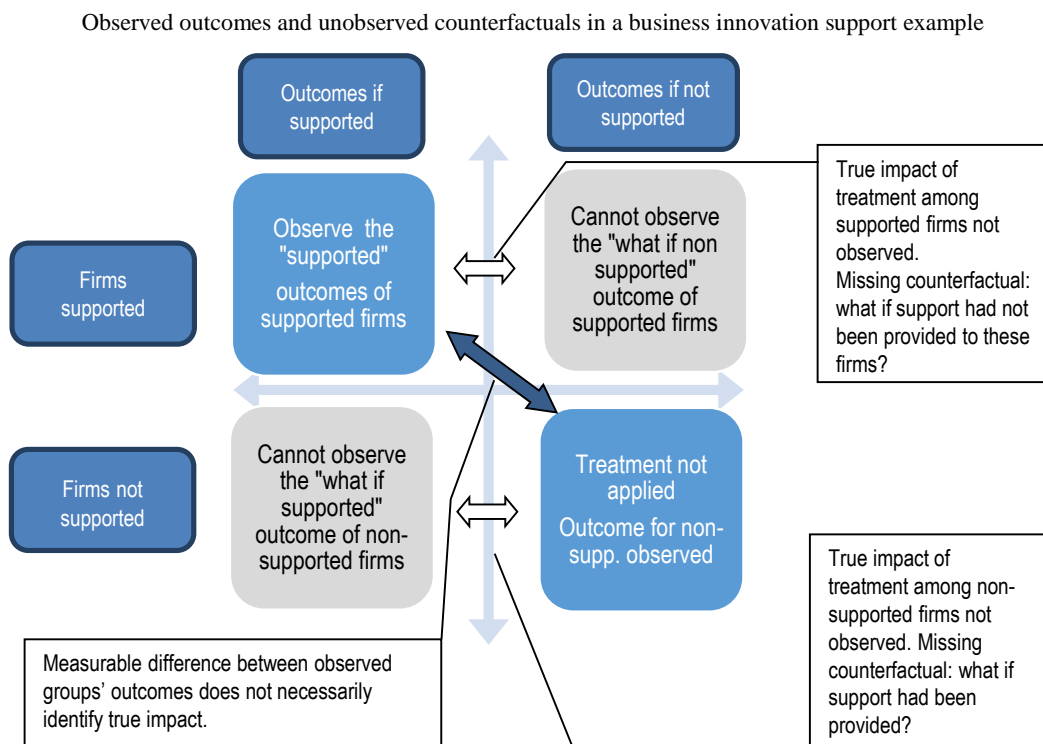 Observed outcomes and unobserved counterfactuals in a business innovation support example
Outcomes if
supported
Outcomes if not
supported
Firms
supported
Observe the
"supported"
outcomes of
supported firms
Cannot observe
the "what if non
supported"
outcome of
supported firms
True impact of
treatment among
supported firms not
observed.
Missing counterfactual:
what if support had not
been provided to these
firms?
Firms not
supported
Cannot observe
the "what if
supported"
outcome of non-
supported firms
Treatment not
applied
Outcome for non-
supp. observed
True impact of
treatment among non-
supported firms not
observed. Missing
counterfactual: what if
support had been
provided?
Measurable difference between observed
groups’ outcomes does not necessarily
identify true impact.